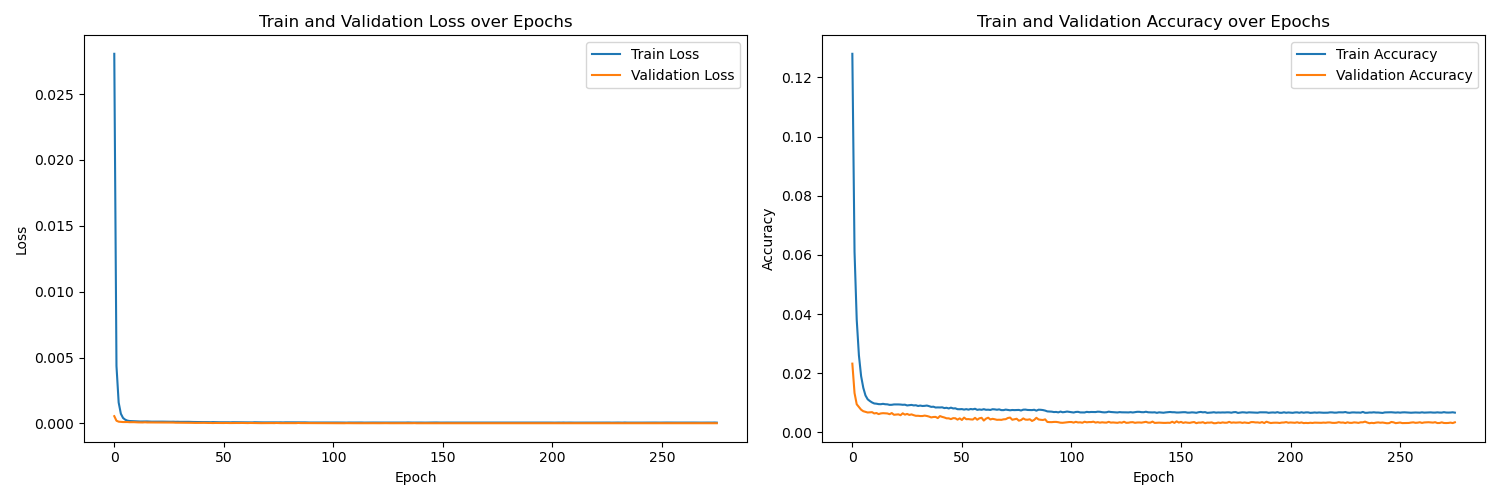 Train and Validation Loss over Epochs
Train Loss
Validation Loss
0.025
0.020
0.015
0.010
0.005
0.000
Loss
0
50
100
150
200
250
Epoch
Train and Validation Accuracy over Epochs
Train Accuracy
Validation Accuracy
0.12
0.10
0.08
0.06
0.04
0.02
0.00
Accuracy
0
50
100
150
200
250
Epoch